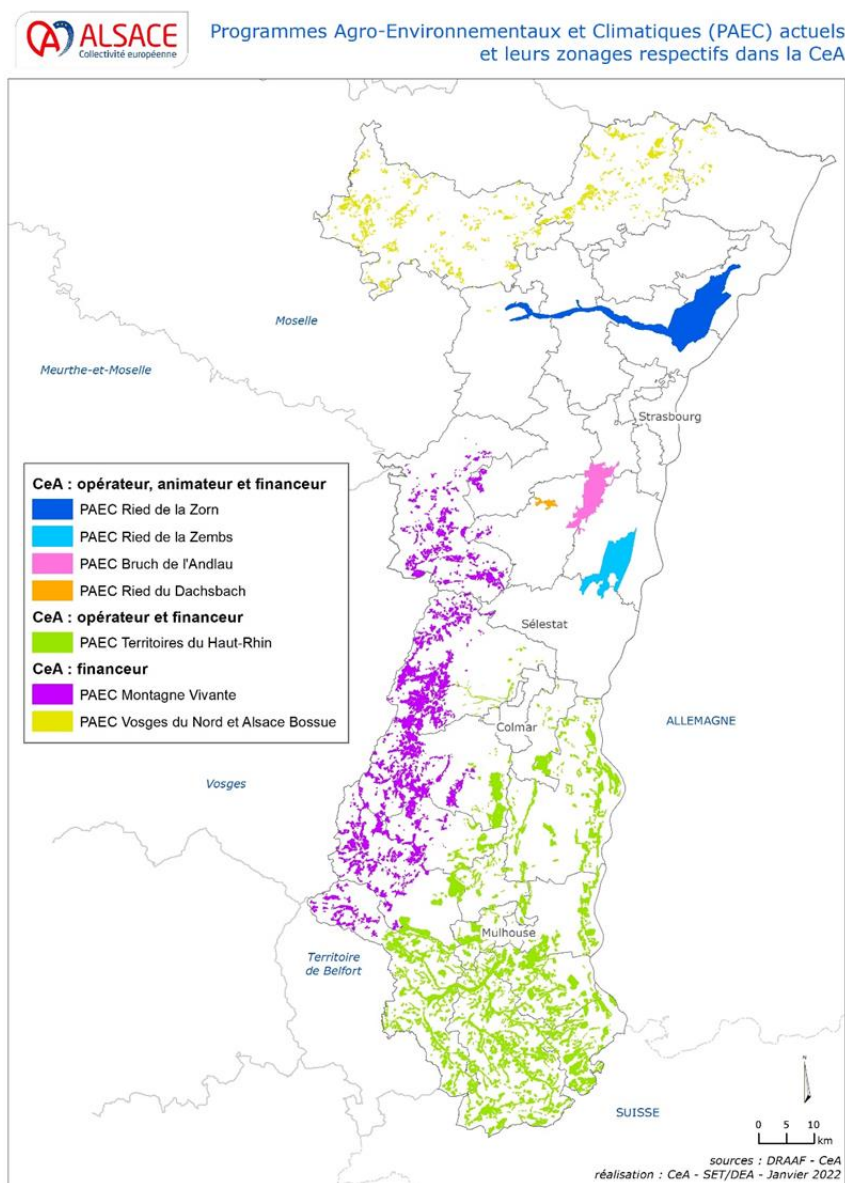 ALSACE
Collectivité européenne
Programmes Agro-Environnementaux et Climatiques (PAEC) actuels
et leurs zonages respectifs dans la CeA
Moselle
Meurthe-et-Moselle
Strasbourg
CeA : opérateur, animateur et financeur
PAEC Ried de la Zorn
PAEC Ried de la Zembs
PAEC Bruch de l'Andlau
PAEC Ried du Dachsbach
CeA : opérateur et financeur
PAEC Territoires du Haut-Rhin
CeA : financeur
PAEC Montagne Vivante
PAEC Vosges du Nord et Alsace Bossue
Sélestat
Colmar
ALLEMAGNE
Vosges
Mulhouse
Territoire
de Belfort
SUISSE
N
0 5 10
km
sources : DRAAF - CeA
réalisation : CeA - SET/DEA - Janvier 2022